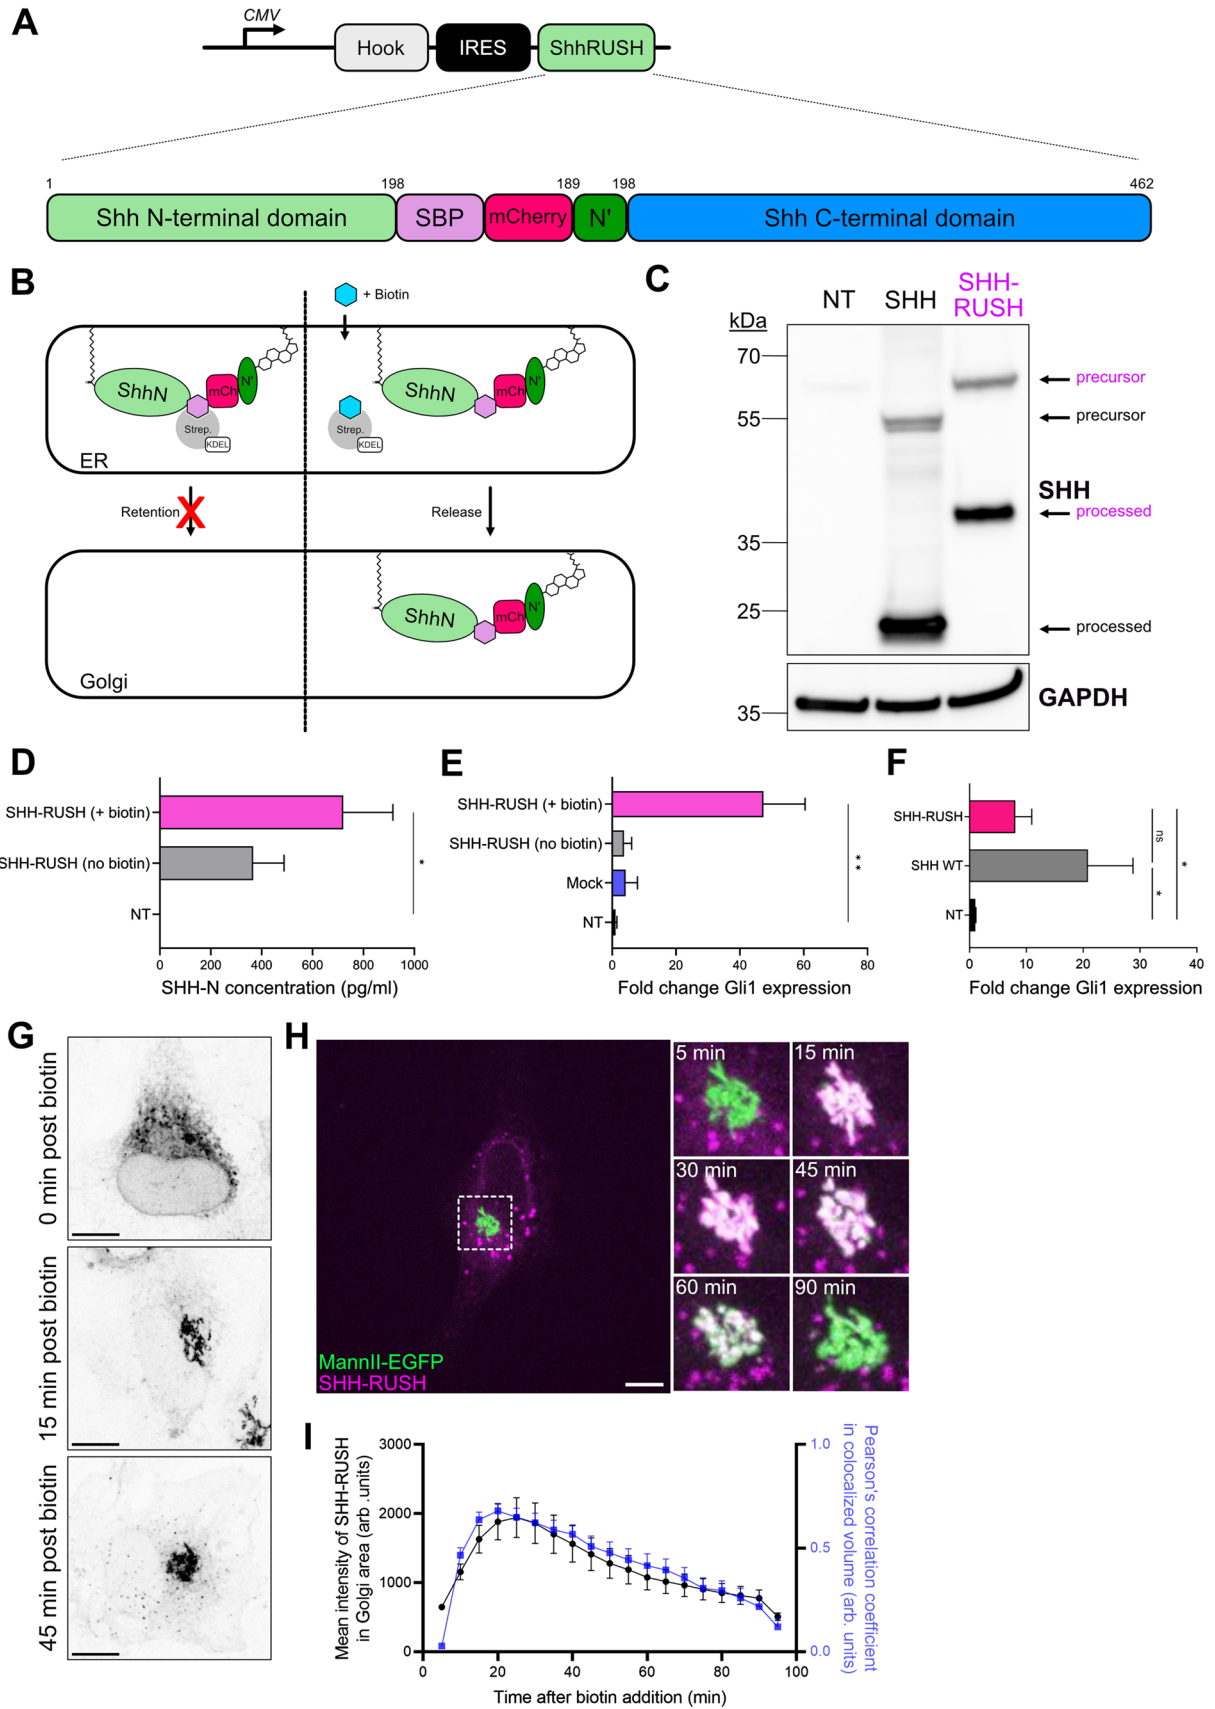 A
CMV
Hook IRES ShhRUSH
1 198 189 198 462
Shh N-terminal domain SBP mCherry N' Shh C-terminal domain
B
+ Biotin
ShhN mCh N' ShhN mCh N'
Strep. Strep.
KDEL KDEL
ER
Retention X Release
ShhN mCh N'
Golgi
C
NT SHH SHH-
RUSH
kDa
70
precursor
55
precursor
SHH
processed
35
25
processed
GAPDH
35
D
SHH-RUSH (+ biotin)
SHH-RUSH (no biotin)
NT
*
0 200 400 600 800 1000
SHH-N concentration (pg/ml)
E
SHH-RUSH (+ biotin)
SHH-RUSH (no biotin)
Mock
NT
**
0 20 40 60 80
Fold change Gli1 expression
F
SHH-RUSH
SHH WT
NT
ns
*
*
0 10 20 30 40
Fold change Gli1 expression
G
0 min post biotin
15 min post biotin
45 min post biotin
H
MannII-EGFP
SHH-RUSH
5 min 15 min
30 min 45 min
60 min 90 min
I
Mean intensity of SHH-RUSH
in Golgi area (arb .units)
3000
2000
1000
0
1.0
0.5
0.0
Pearson's correlation coefficient
in colocalized volume (arb. units)
0 20 40 60 80 100
Time after biotin addition (min)